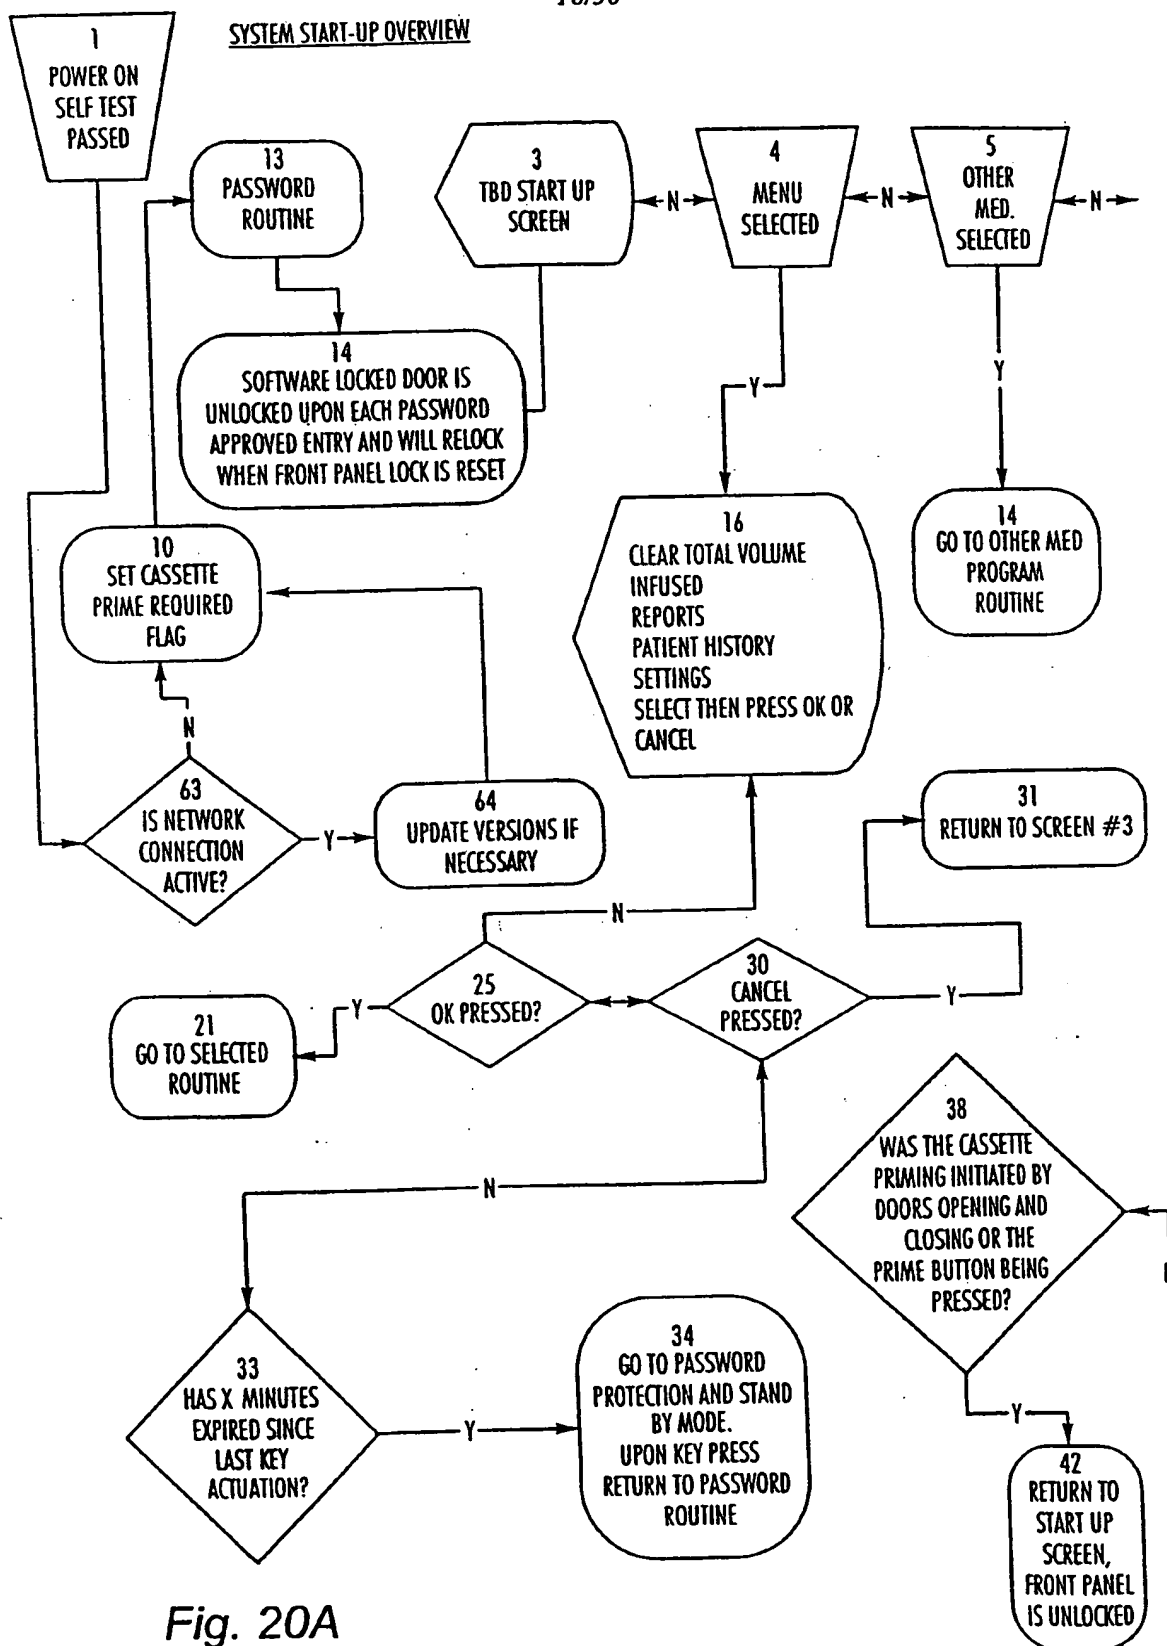 SYSTEM START-UP OVERVIEW
1
POWER ON
SELF TEST
PASSED
13
PASSWORD
ROUTINE
3
TBD START UP
SCREEN
N
4
MENU
SELECTED
N
5
OTHER
MED.
SELECTED
N
14
SOFTWARE LOCKED DOOR IS
UNLOCKED UPON EACH PASSWORD
APPROVED ENTRY AND WILL RELOCK
WHEN FRONT PANEL LOCK IS RESET
Y
Y
10
SET CASSETTE
PRIME REQUIRED
FLAG
16
CLEAR TOTAL VOLUME
INFUSED
REPORTS
PATIENT HISTORY
SETTINGS
SELECT THEN PRESS OK OR
CANCEL
14
GO TO OTHER MED
PROGRAM
ROUTINE
N
63
IS NETWORK
CONNECTION
ACTIVE?
Y
64
UPDATE VERSIONS IF
NECESSARY
31
RETURN TO SCREEN #3
N
25
OK PRESSED?
30
CANCEL
PRESSED?
Y
Y
21
GO TO SELECTED
ROUTINE
N
38
WAS THE CASSETTE
PRIMING INITIATED BY
DOORS OPENING AND
CLOSING OR THE
PRIME BUTTON BEING
PRESSED?
33
HAS X MINUTES
EXPIRED SINCE
LAST KEY
ACTUATION?
Y
34
GO TO PASSWORD
PROTECTION AND STAND
BY MODE.
UPON KEY PRESS
RETURN TO PASSWORD
ROUTINE
Y
42
RETURN TO
START UP
SCREEN,
FRONT PANEL
IS UNLOCKED
Fig. 20A